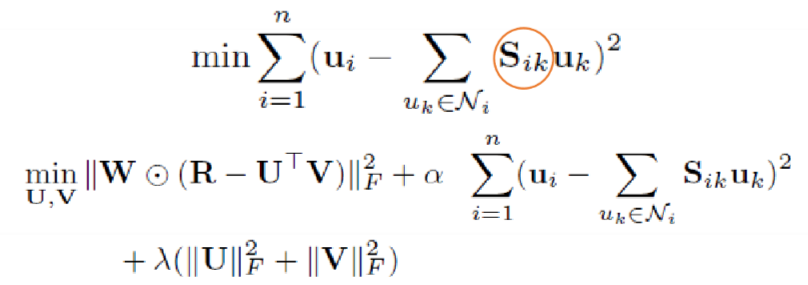 min ∑_{i=1}^{n} (𝐮_i − ∑_{u_k∈𝒩_i} 𝐒_{ik} 𝐮_k)^2
min_{𝐔,𝐕} ‖𝐖 ⊙ (𝐑 − 𝐔^⊤𝐕)‖_F^2 + α ∑_{i=1}^{n} (𝐮_i − ∑_{u_k∈𝒩_i} 𝐒_{ik} 𝐮_k)^2
+ λ(‖𝐔‖_F^2 + ‖𝐕‖_F^2)